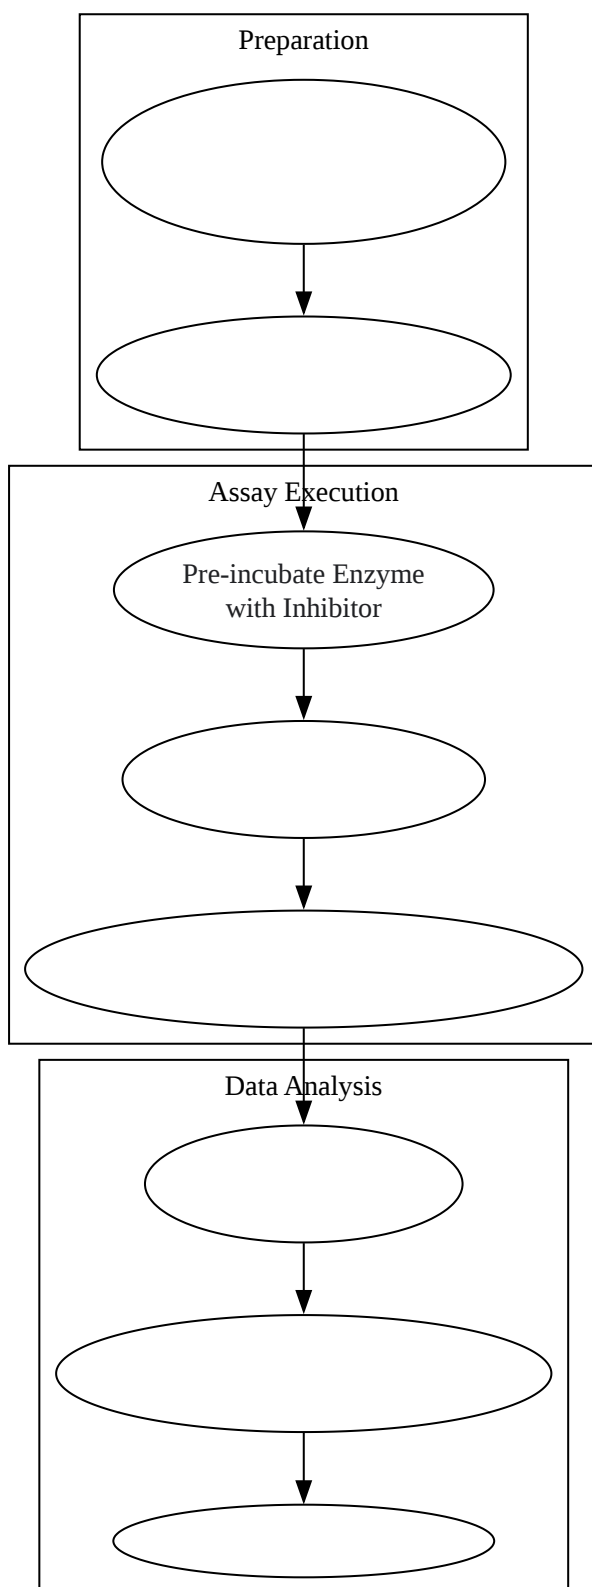 Preparation
Assay Execution
Pre-incubate Enzyme
with Inhibitor
Data Analysis